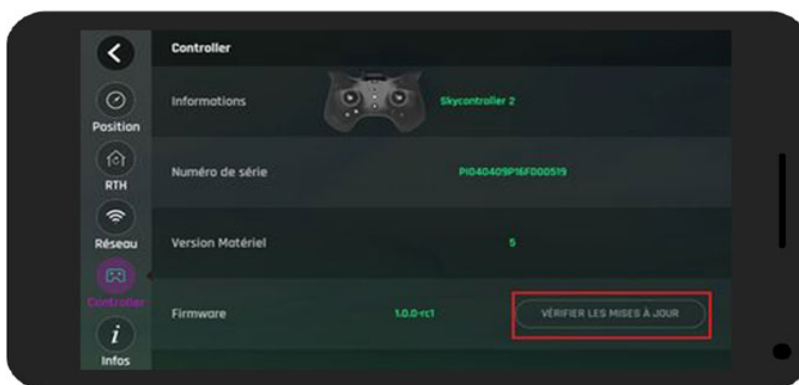 Controller
Informations
Skycontroller 2
Position
Numéro de série
PI040409P16F000519
RTH
Réseau
Version Matériel
5
Controller
Firmware
1.0.0-rc1
VÉRIFIER LES MISES À JOUR
Infos